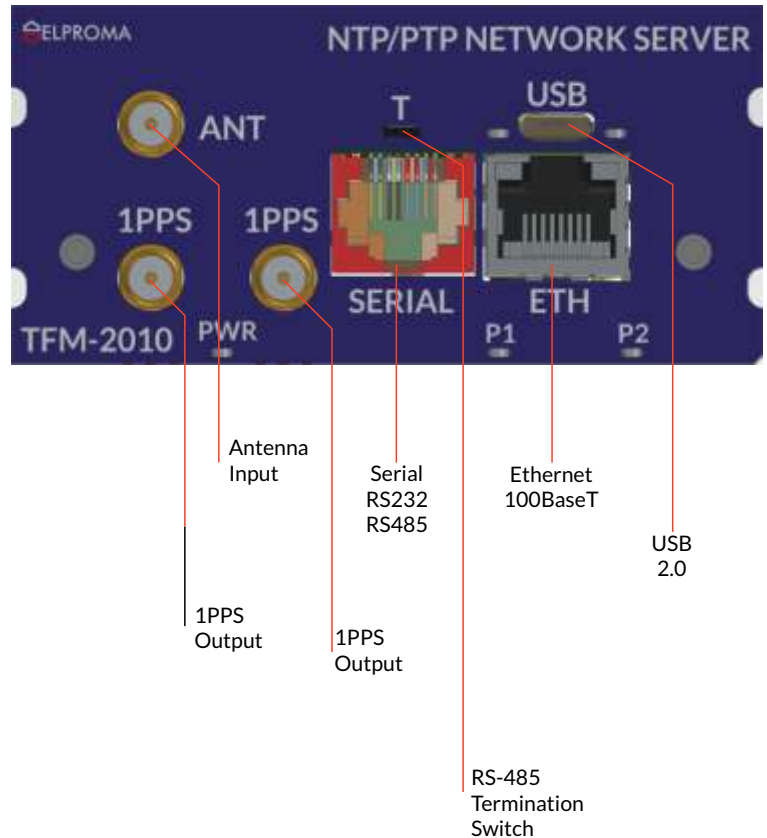 ELPROMA
NTP/PTP NETWORK SERVER
ANT
T
USB
1PPS
1PPS
SERIAL
ETH
TFM-2010
PWR
P1
P2
Antenna
Input
Serial
RS232
RS485
Ethernet
100BaseT
USB
2.0
1PPS
Output
1PPS
Output
RS-485
Termination
Switch